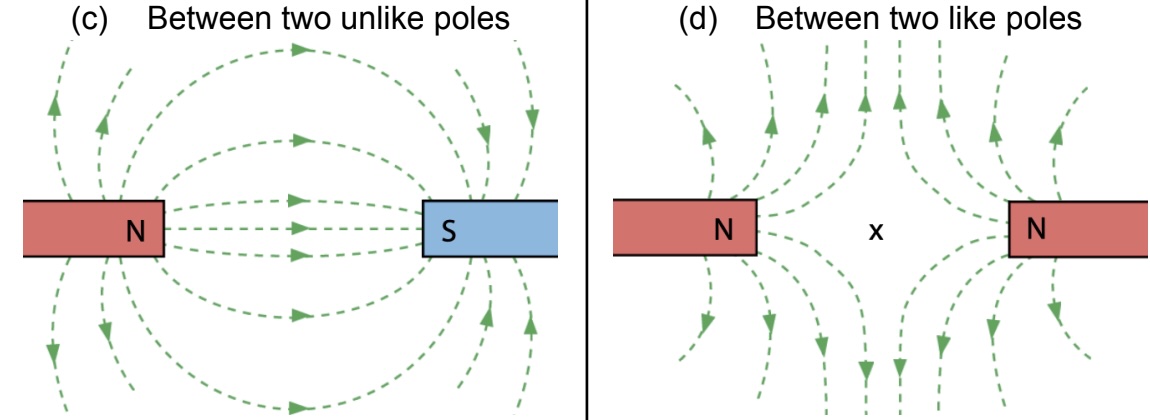 (c) Between two unlike poles
N
S
(d) Between two like poles
N
x
N